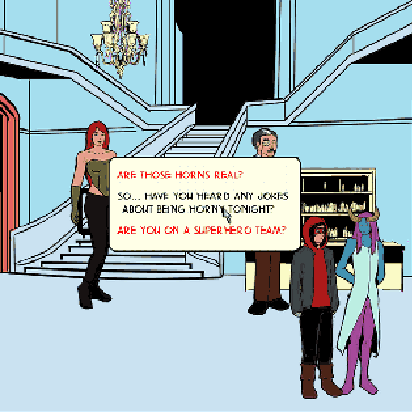 ARE THOSE HORNS REAL?
SO... HAVE YOU HEARD ANY JOKES
ABOUT BEING HORNY TONIGHT?
ARE YOU ON A SUPERHERO TEAM?